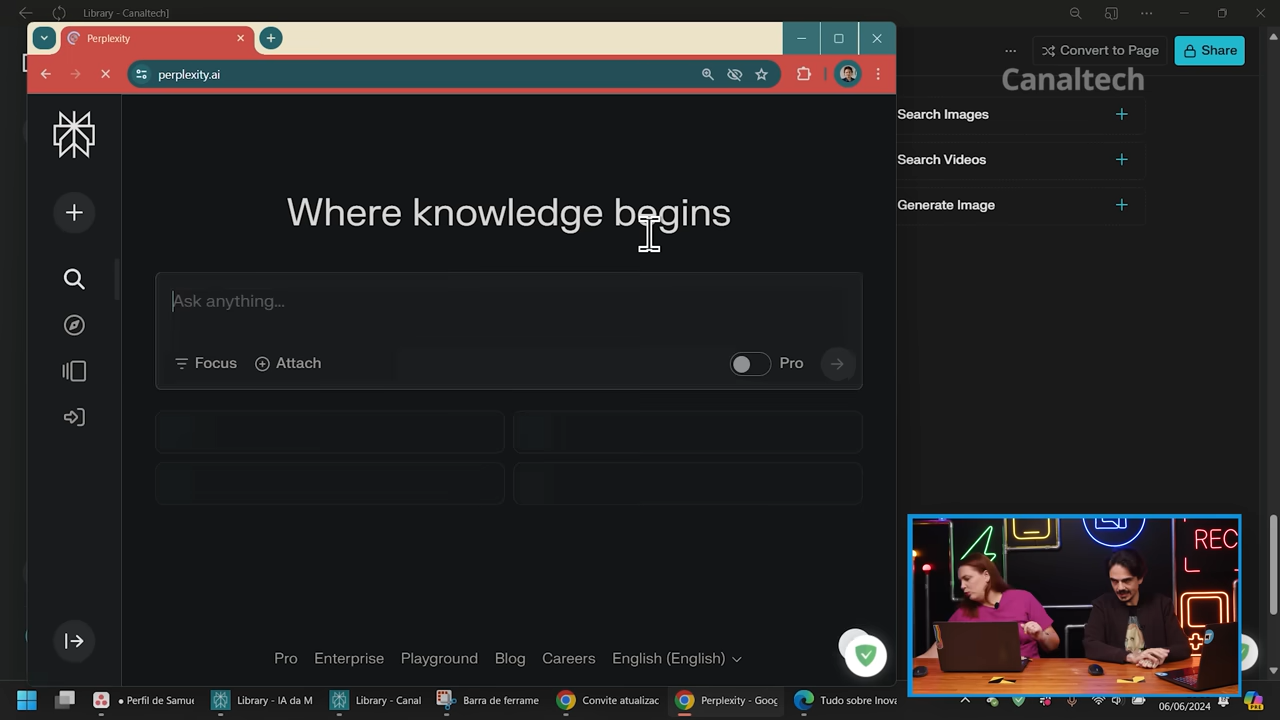 Library - Canaltech]
Perplexity
perplexity.ai
Convert to Page
Share
Canaltech
Search Images
Search Videos
Generate Image
Where knowledge begins
Ask anything...
Focus
Attach
Pro
REC
Pro
Enterprise
Playground
Blog
Careers
English (English)
Perfil de Samue
Library - IA da M
Library - Canal
Barra de ferrame
Convite atualizac
Perplexity - Goog
Tudo sobre Inova
06/06/2024
PRE